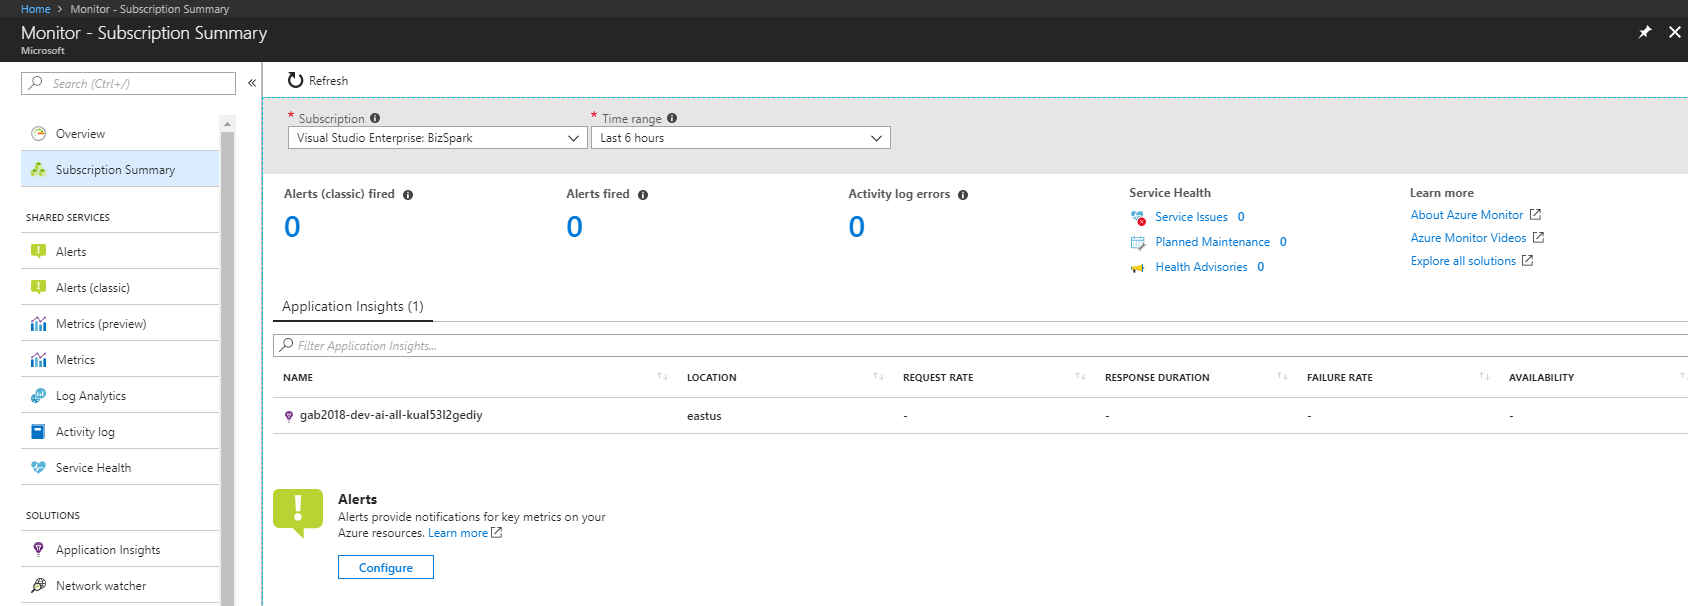 Home > Monitor - Subscription Summary
Monitor - Subscription Summary
Microsoft
Search (Ctrl+/)
«
Overview
Subscription Summary
SHARED SERVICES
Alerts
Alerts (classic)
Metrics (preview)
Metrics
Log Analytics
Activity log
Service Health
SOLUTIONS
Application Insights
Network watcher
Refresh
* Subscription
Visual Studio Enterprise: BizSpark
* Time range
Last 6 hours
Alerts (classic) fired
0
Alerts fired
0
Activity log errors
0
Service Health
Service Issues 0
Planned Maintenance 0
Health Advisories 0
Learn more
About Azure Monitor
Azure Monitor Videos
Explore all solutions
Application Insights (1)
Filter Application Insights...
NAME LOCATION REQUEST RATE RESPONSE DURATION FAILURE RATE AVAILABILITY
gab2018-dev-ai-all-kual53l2gediy eastus - - - -
Alerts
Alerts provide notifications for key metrics on your
Azure resources. Learn more
Configure